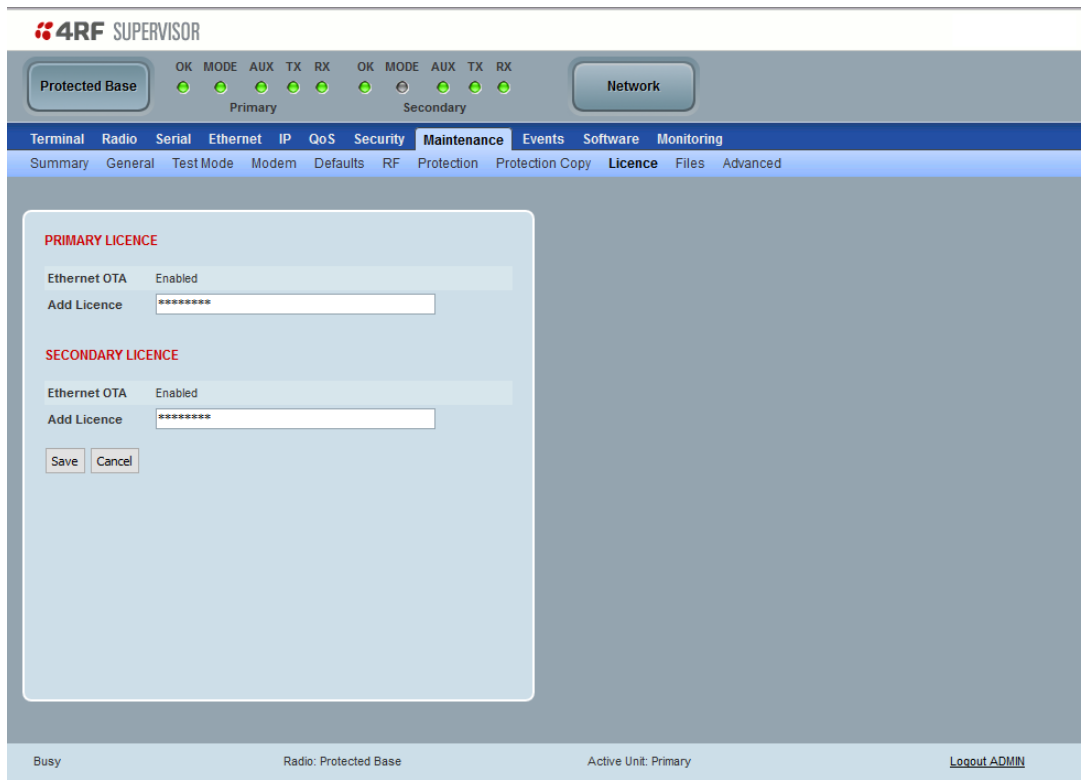 4RF SUPERVISOR
Protected Base
OK MODE AUX TX RX OK MODE AUX TX RX
Primary Secondary
Network
Terminal Radio Serial Ethernet IP QoS Security Maintenance Events Software Monitoring
Summary General Test Mode Modem Defaults RF Protection Protection Copy Licence Files Advanced
PRIMARY LICENCE
Ethernet OTA Enabled
Add Licence ********
SECONDARY LICENCE
Ethernet OTA Enabled
Add Licence ********
Save Cancel
Busy Radio: Protected Base Active Unit: Primary Logout ADMIN